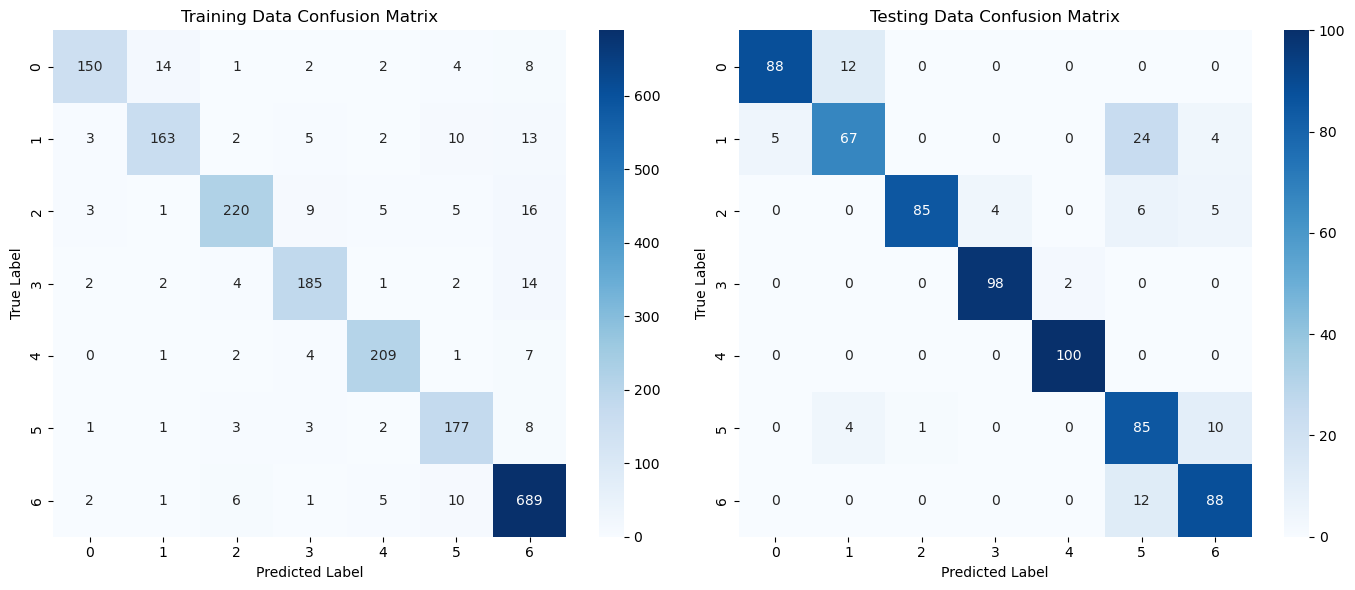 Training Data Confusion Matrix
0 150 14 1 2 2 4 8
1 3 163 2 5 2 10 13
2 3 1 220 9 5 5 16
3 2 2 4 185 1 2 14
4 0 1 2 4 209 1 7
5 1 1 3 3 2 177 8
6 2 1 6 1 5 10 689
0 1 2 3 4 5 6
True Label
Predicted Label
600
500
400
300
200
100
0
Testing Data Confusion Matrix
0 88 12 0 0 0 0 0
1 5 67 0 0 0 24 4
2 0 0 85 4 0 6 5
3 0 0 0 98 2 0 0
4 0 0 0 0 100 0 0
5 0 4 1 0 0 85 10
6 0 0 0 0 0 12 88
0 1 2 3 4 5 6
True Label
Predicted Label
100
80
60
40
20
0